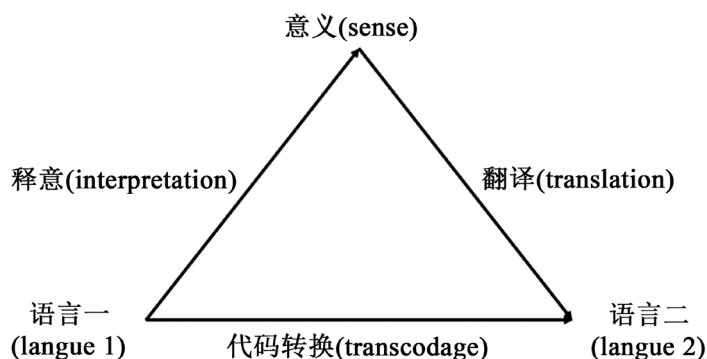 意义(sense)
释意(interpretation)
翻译(translation)
语言一
(langue 1)
代码转换(transcodage)
语言二
(langue 2)